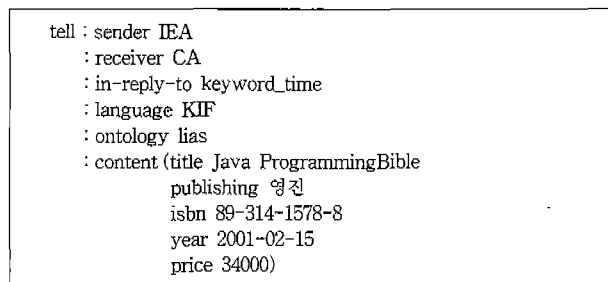 tell : sender IEA
: receiver CA
: in-reply-to keyword_time
: language KIF
: ontology lias
: content (title Java ProgrammingBible
publishing 영진
isbn 89-314-1578-8
year 2001-02-15
price 34000)